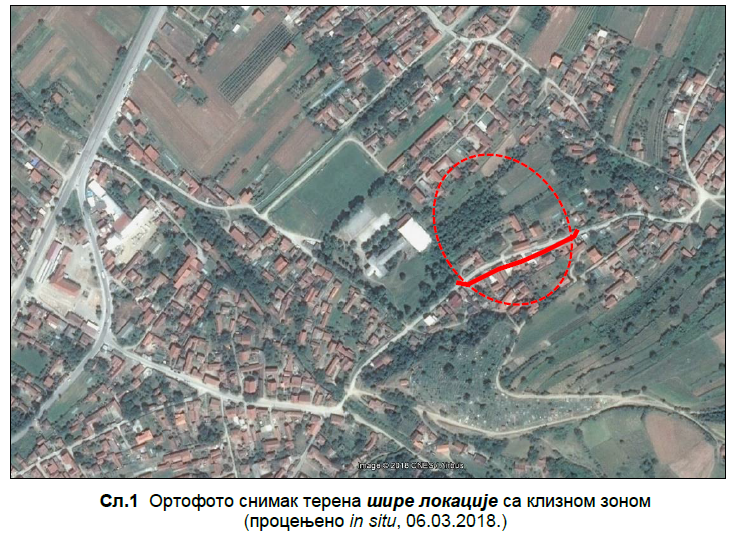 Image © 2018 CNES / Airbus
Сл.1 Ортофото снимак терена шире локације са клизном зоном
(процењено in situ, 06.03.2018.)